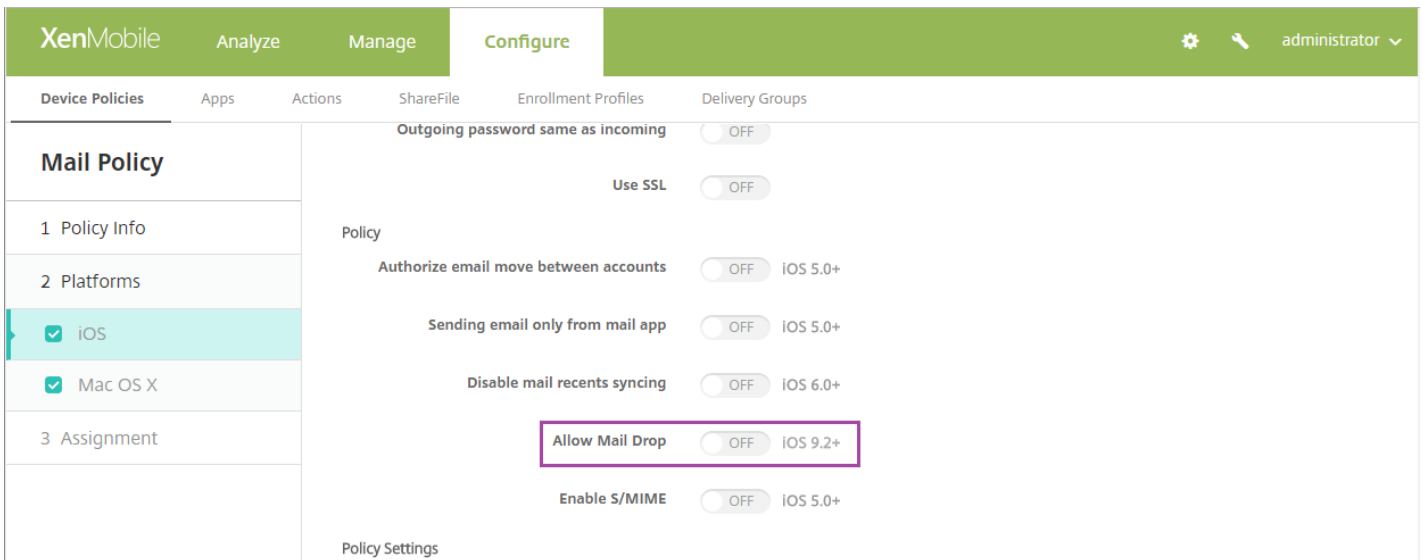 XenMobile Analyze Manage Configure administrator
Device Policies Apps Actions ShareFile Enrollment Profiles Delivery Groups
Mail Policy
1 Policy Info
2 Platforms
iOS
Mac OS X
3 Assignment
Outgoing password same as incoming OFF
Use SSL OFF
Policy
Authorize email move between accounts OFF iOS 5.0+
Sending email only from mail app OFF iOS 5.0+
Disable mail recents syncing OFF iOS 6.0+
Allow Mail Drop OFF iOS 9.2+
Enable S/MIME OFF iOS 5.0+
Policy Settings